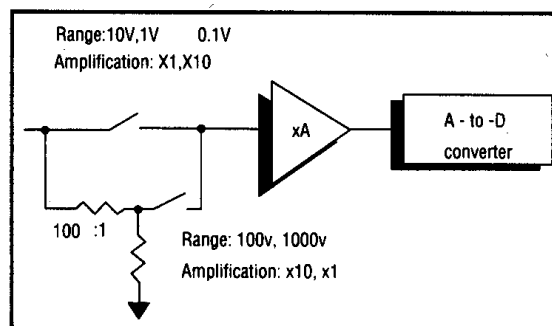 Range:10V,1V 0.1V
Amplification: X1,X10
xA
A - to -D
converter
100 :1
Range: 100v, 1000v
Amplification: x10, x1